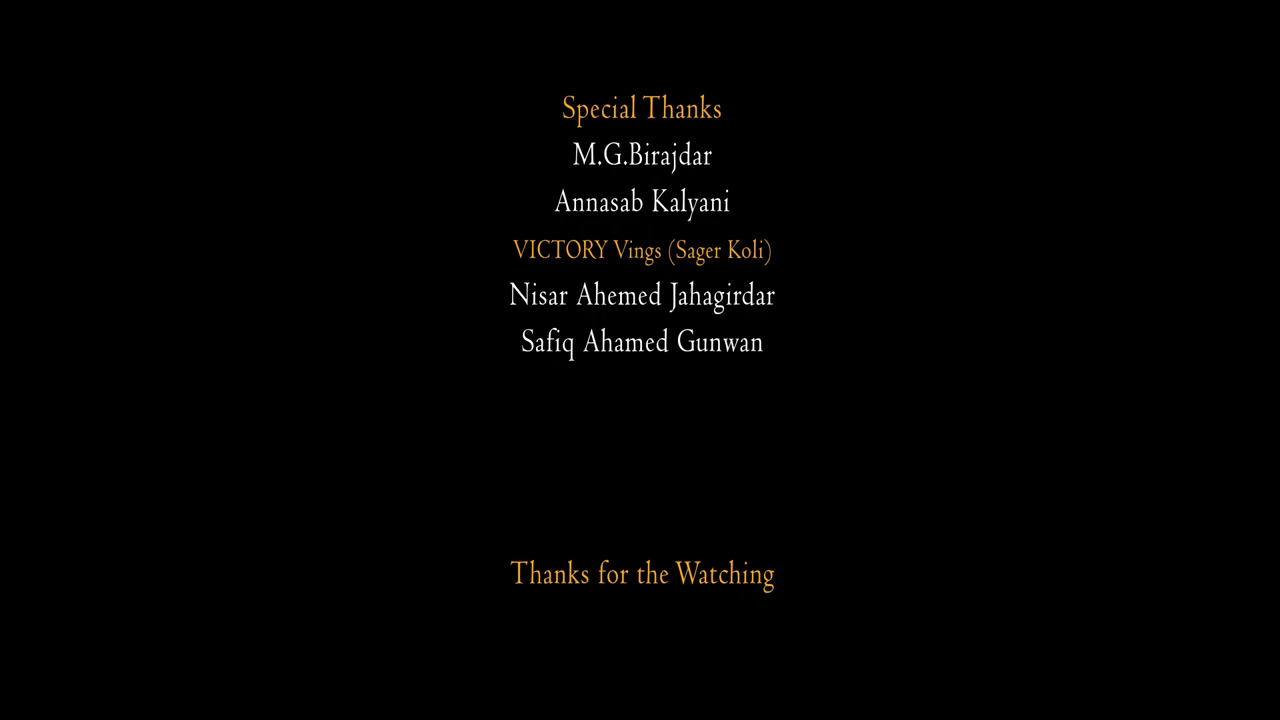 Special Thanks
M.G.Birajdar
Annasab Kalyani
VICTORY Vings (Sager Koli)
Nisar Ahemed Jahagirdar
Safiq Ahamed Gunwan
Thanks for the Watching